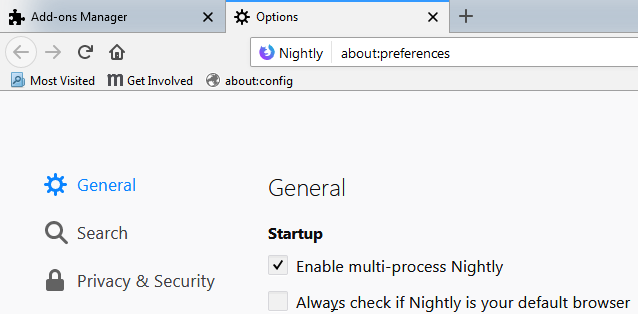 Add-ons Manager Options
Nightly about:preferences
Most Visited Get Involved about:config
General
Search
Privacy & Security
General
Startup
Enable multi-process Nightly
Always check if Nightly is your default browser